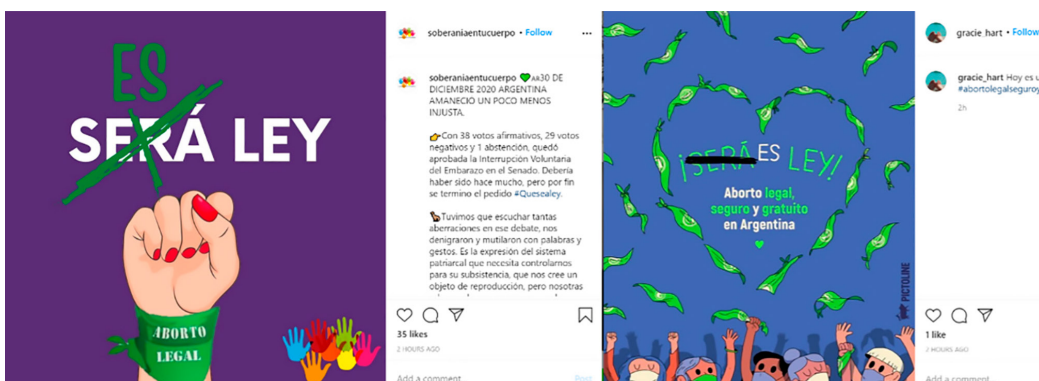 ES
SERÁ LEY
ABORTO
LEGAL
soberaniaentucuerpo • Follow
soberaniaentucuerpo 💚AR30 DE
DICIEMBRE 2020 ARGENTINA
AMANECIO UN POCO MENOS
INJUSTA.
👉Con 38 votos afirmativos, 29 votos
negativos y 1 abstención, quedó
aprobada la Interrupción Voluntaria
del Embarazo en el Senado. Debería
haber sido hace mucho, pero por fin
se termino el pedido #Quesealey.
Tuvimos que escuchar tantas
aberraciones en ese debate, nos
denigraron y mutilaron con palabras y
gestos. Es la expresión del sistema
patriarcal que necesita controlarnos
para su subsistencia, que nos cree un
objeto de reproducción, pero nosotras
35 likes
2 HOURS AGO
Add a comment... Post
¡SERÁ ES LEY!
Aborto legal,
seguro y gratuito
en Argentina
PICTOLINE
gracie_hart • Follow
gracie_hart Hoy es
#abortolegalseguroy
2h
1 like
2 HOURS AGO
Add a comment